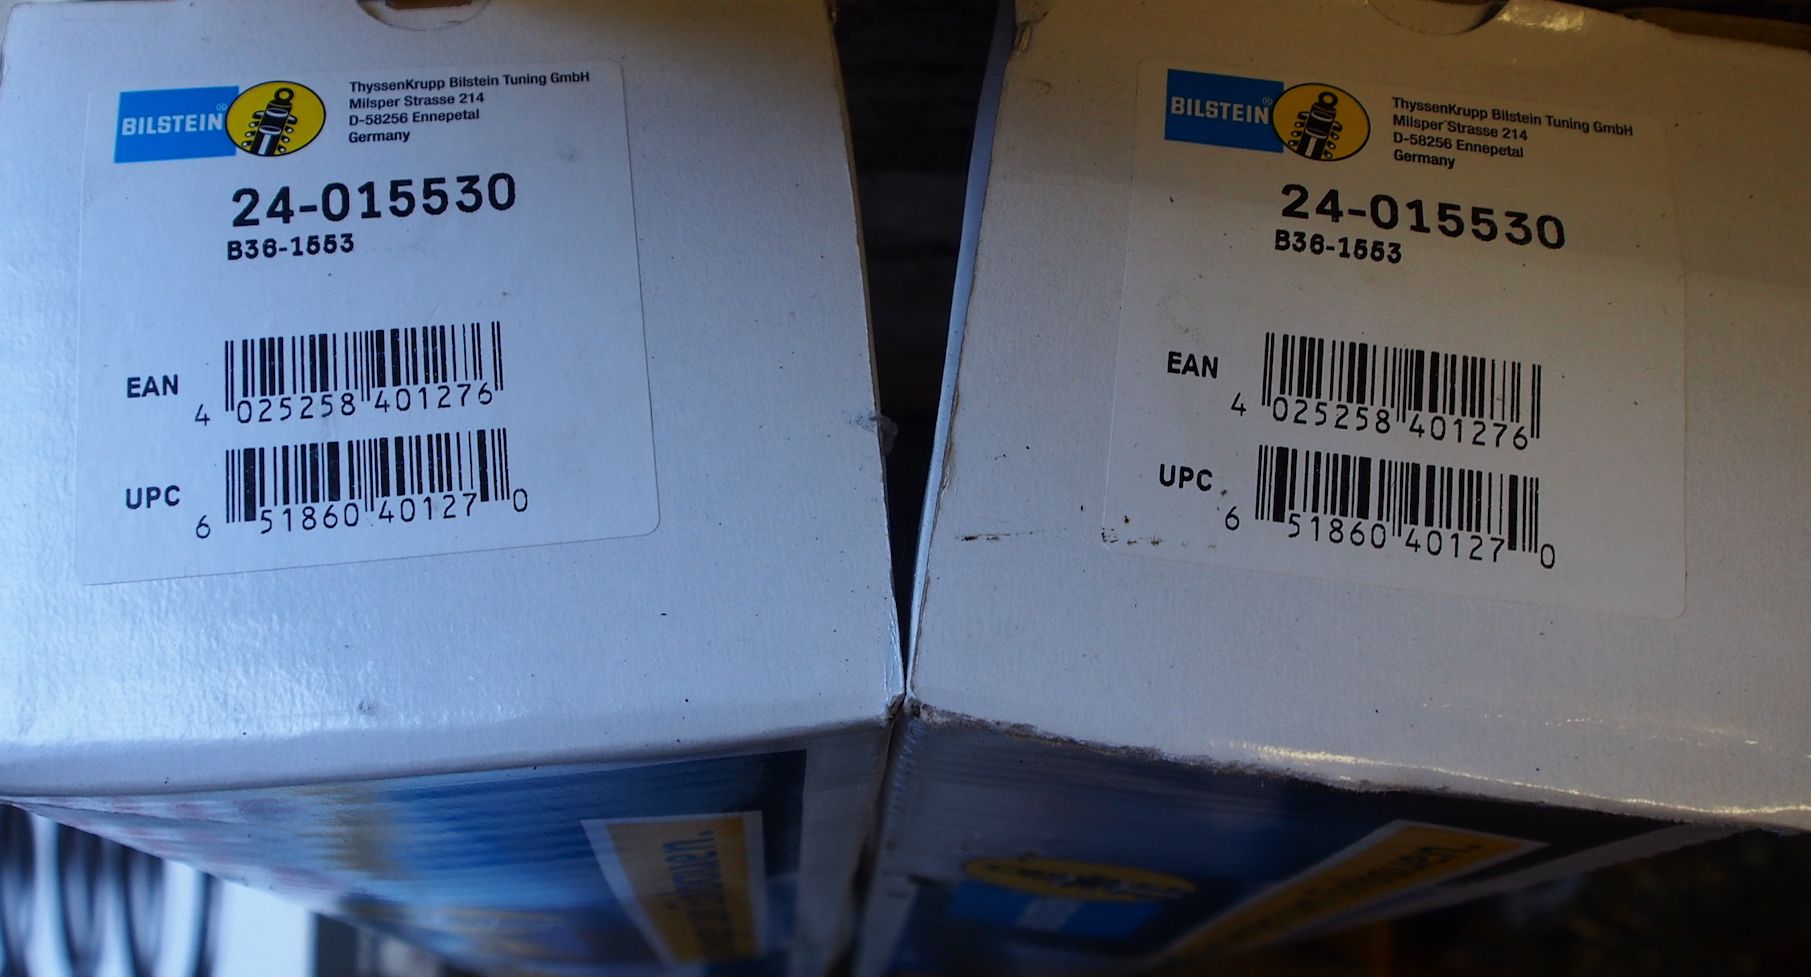 BILSTEIN®
ThyssenKrupp Bilstein Tuning GmbH
Milsper Strasse 214
D-58256 Ennepetal
Germany
24-015530
B36-1553
EAN
4 025258 401276
UPC
6 51860 40127 0
BILSTEIN®
ThyssenKrupp Bilstein Tuning GmbH
Milsper Strasse 214
D-58256 Ennepetal
Germany
24-015530
B36-1553
EAN
4 025258 401276
UPC
6 51860 40127 0